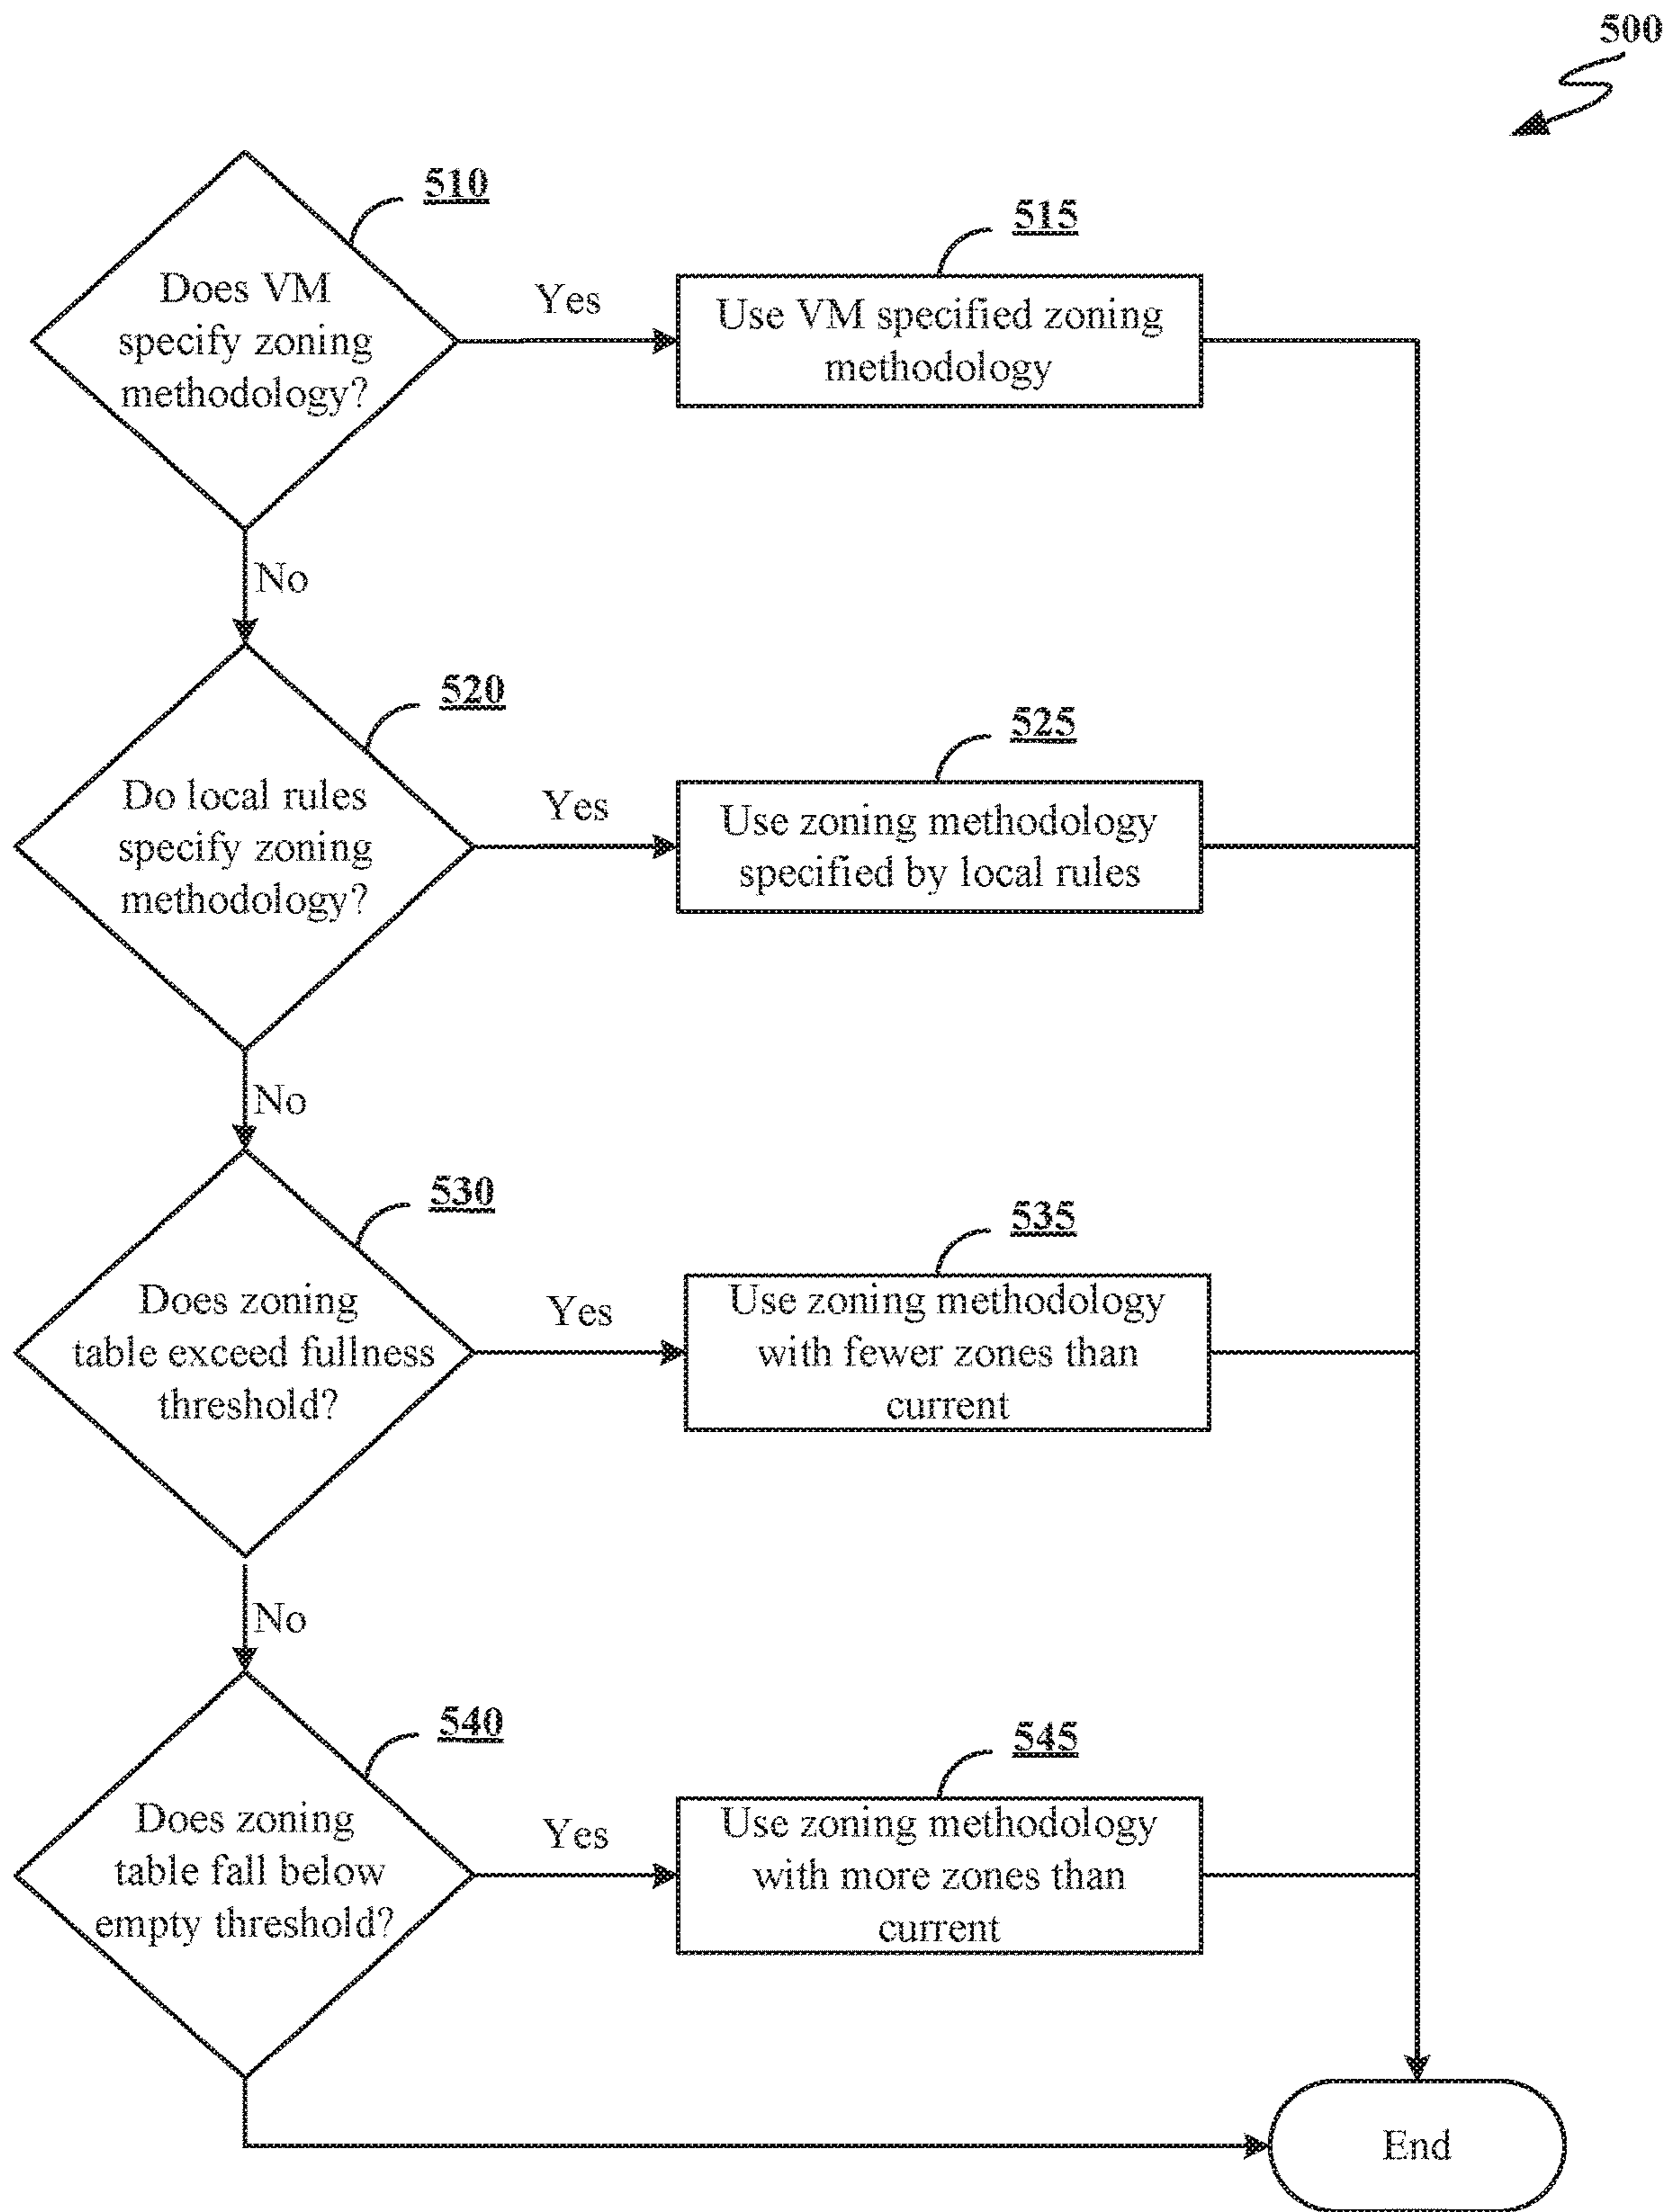 500
510
Does VM
specify zoning
methodology?
Yes
515
Use VM specified zoning
methodology
No
520
Do local rules
specify zoning
methodology?
Yes
525
Use zoning methodology
specified by local rules
No
530
Does zoning
table exceed fullness
threshold?
Yes
535
Use zoning methodology
with fewer zones than
current
No
540
Does zoning
table fall below
empty threshold?
Yes
545
Use zoning methodology
with more zones than
current
End